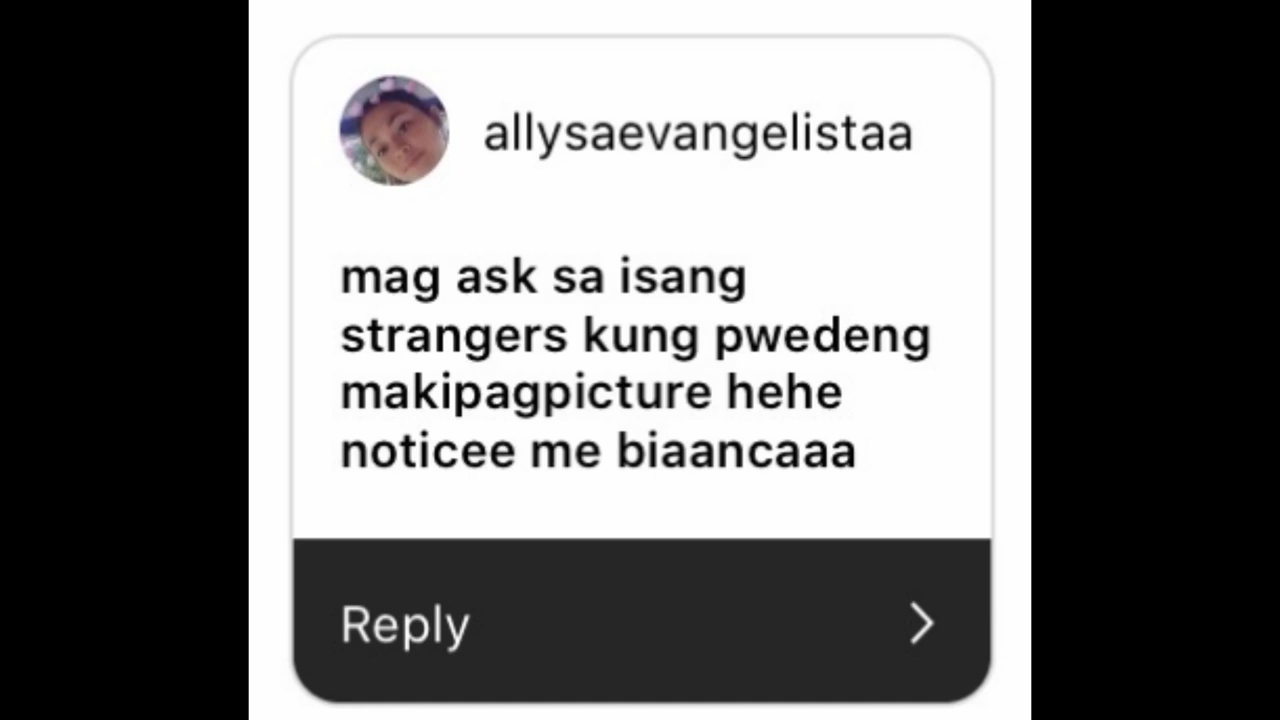 allysaevangelistaa
mag ask sa isang
strangers kung pwedeng
makipagpicture hehe
noticee me biaancaaa
Reply